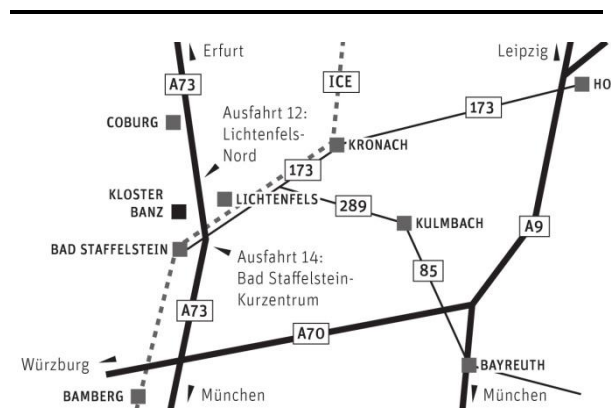 Erfurt
Leipzig
A73
ICE
HO
173
COBURG
Ausfahrt 12:
Lichtenfels-
Nord
KRONACH
173
KLOSTER
BANZ
LICHTENFELS
289
KULMBACH
A9
BAD STAFFELSTEIN
Ausfahrt 14:
Bad Staffelstein-
Kurzentrum
85
A73
A70
Würzburg
BAYREUTH
BAMBERG
München
München